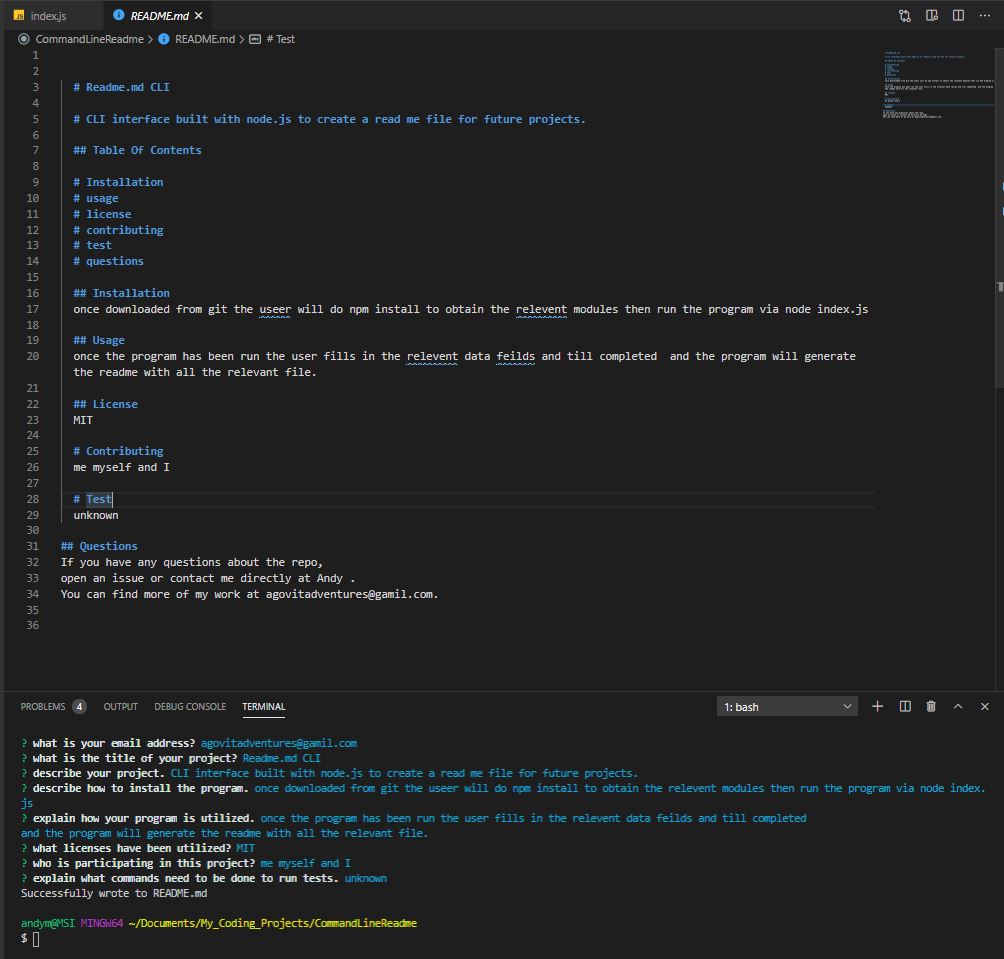 JS index.js
README.md ×
CommandLineReadme > README.md > # Test
1
2
3 # Readme.md CLI
4
5 # CLI interface built with node.js to create a read me file for future projects.
6
7 ## Table Of Contents
8
9 # Installation
10 # usage
11 # license
12 # contributing
13 # test
14 # questions
15
16 ## Installation
17 once downloaded from git the useer will do npm install to obtain the relevent modules then run the program via node index.js
18
19 ## Usage
20 once the program has been run the user fills in the relevent data feilds and till completed  and the program will generate
the readme with all the relevant file.
21
22 ## License
23 MIT
24
25 # Contributing
26 me myself and I
27
28 # Test
29 unknown
30
31 ## Questions
32 If you have any questions about the repo,
33 open an issue or contact me directly at Andy .
34 You can find more of my work at agovitadventures@gamil.com.
35
36
PROBLEMS 4 OUTPUT DEBUG CONSOLE TERMINAL 1: bash
? what is your email address? agovitadventures@gamil.com
? what is the title of your project? Readme.md CLI
? describe your project. CLI interface built with node.js to create a read me file for future projects.
? describe how to install the program. once downloaded from git the useer will do npm install to obtain the relevent modules then run the program via node index.
js
? explain how your program is utilized. once the program has been run the user fills in the relevent data feilds and till completed
and the program will generate the readme with all the relevant file.
? what licenses have been utilized? MIT
? who is participating in this project? me myself and I
? explain what commands need to be done to run tests. unknown
Successfully wrote to README.md
andym@MSI MINGW64 ~/Documents/My_Coding_Projects/CommandLineReadme
$